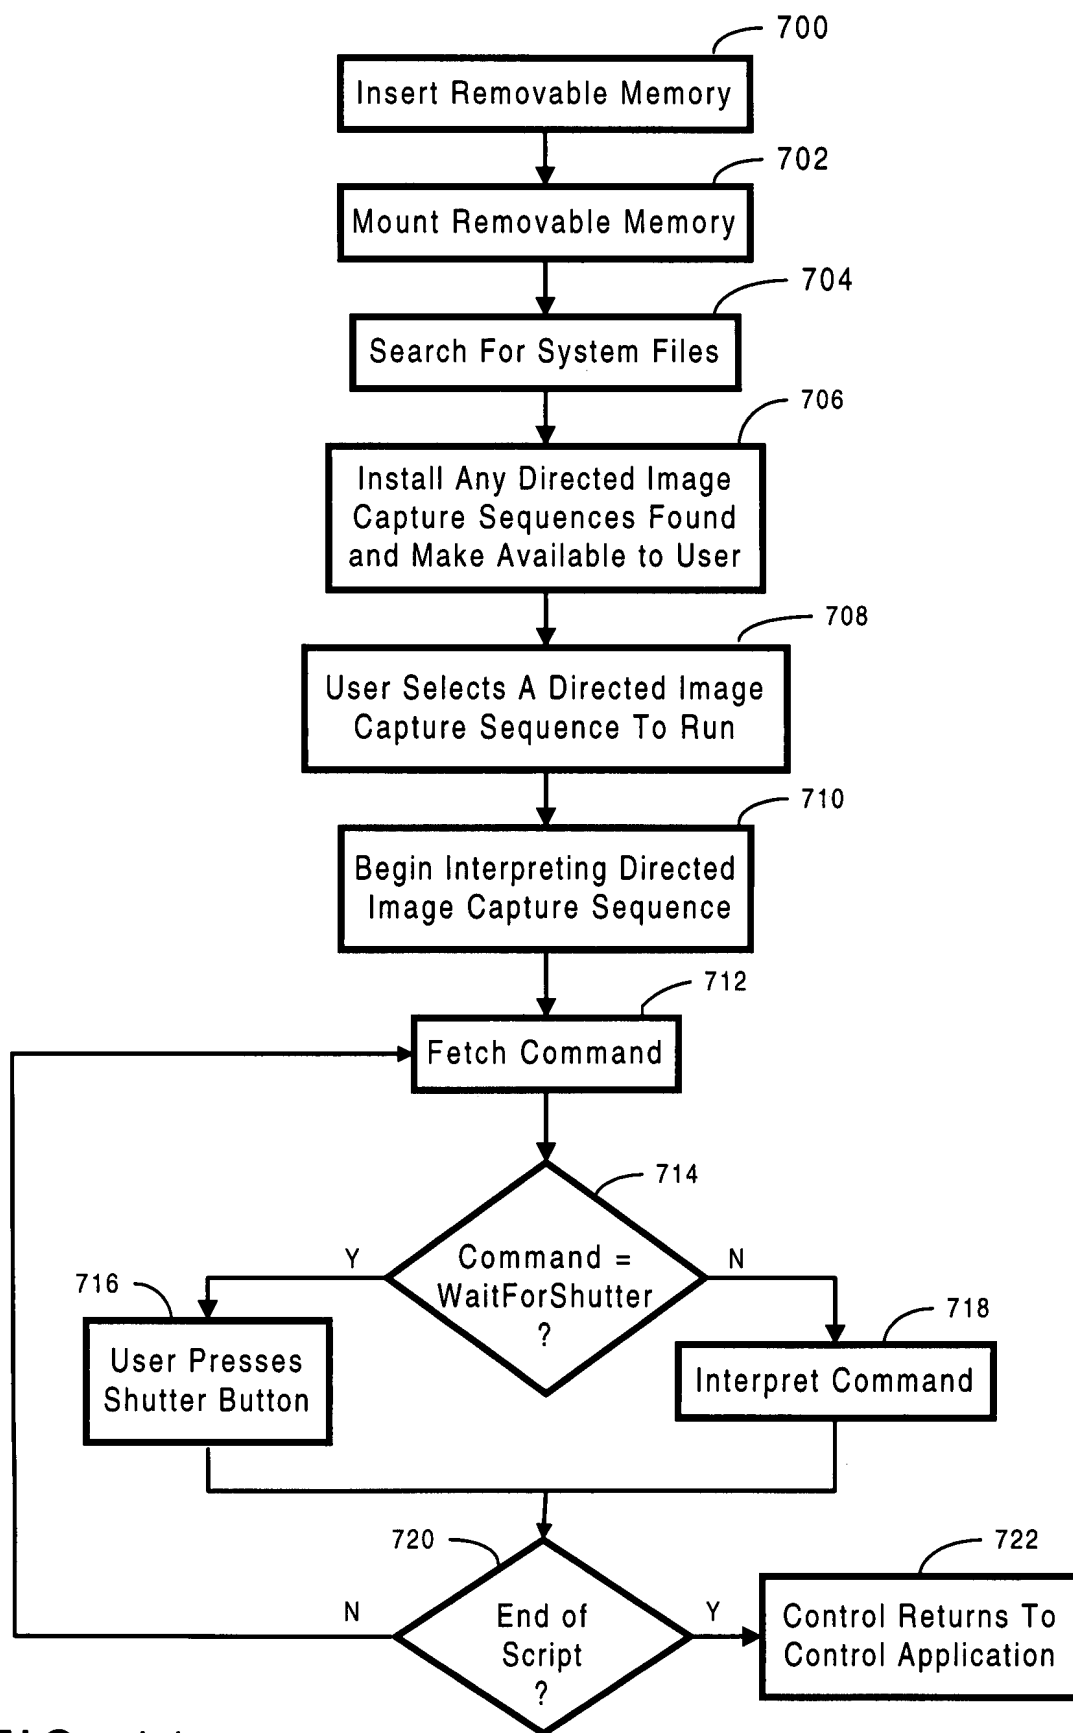 700
Insert Removable Memory
702
Mount Removable Memory
704
Search For System Files
706
Install Any Directed Image
Capture Sequences Found
and Make Available to User
708
User Selects A Directed Image
Capture Sequence To Run
710
Begin Interpreting Directed
Image Capture Sequence
712
Fetch Command
714
Command =
WaitForShutter
?
Y
N
716
User Presses
Shutter Button
718
Interpret Command
720
End of
Script
?
N
Y
722
Control Returns To
Control Application